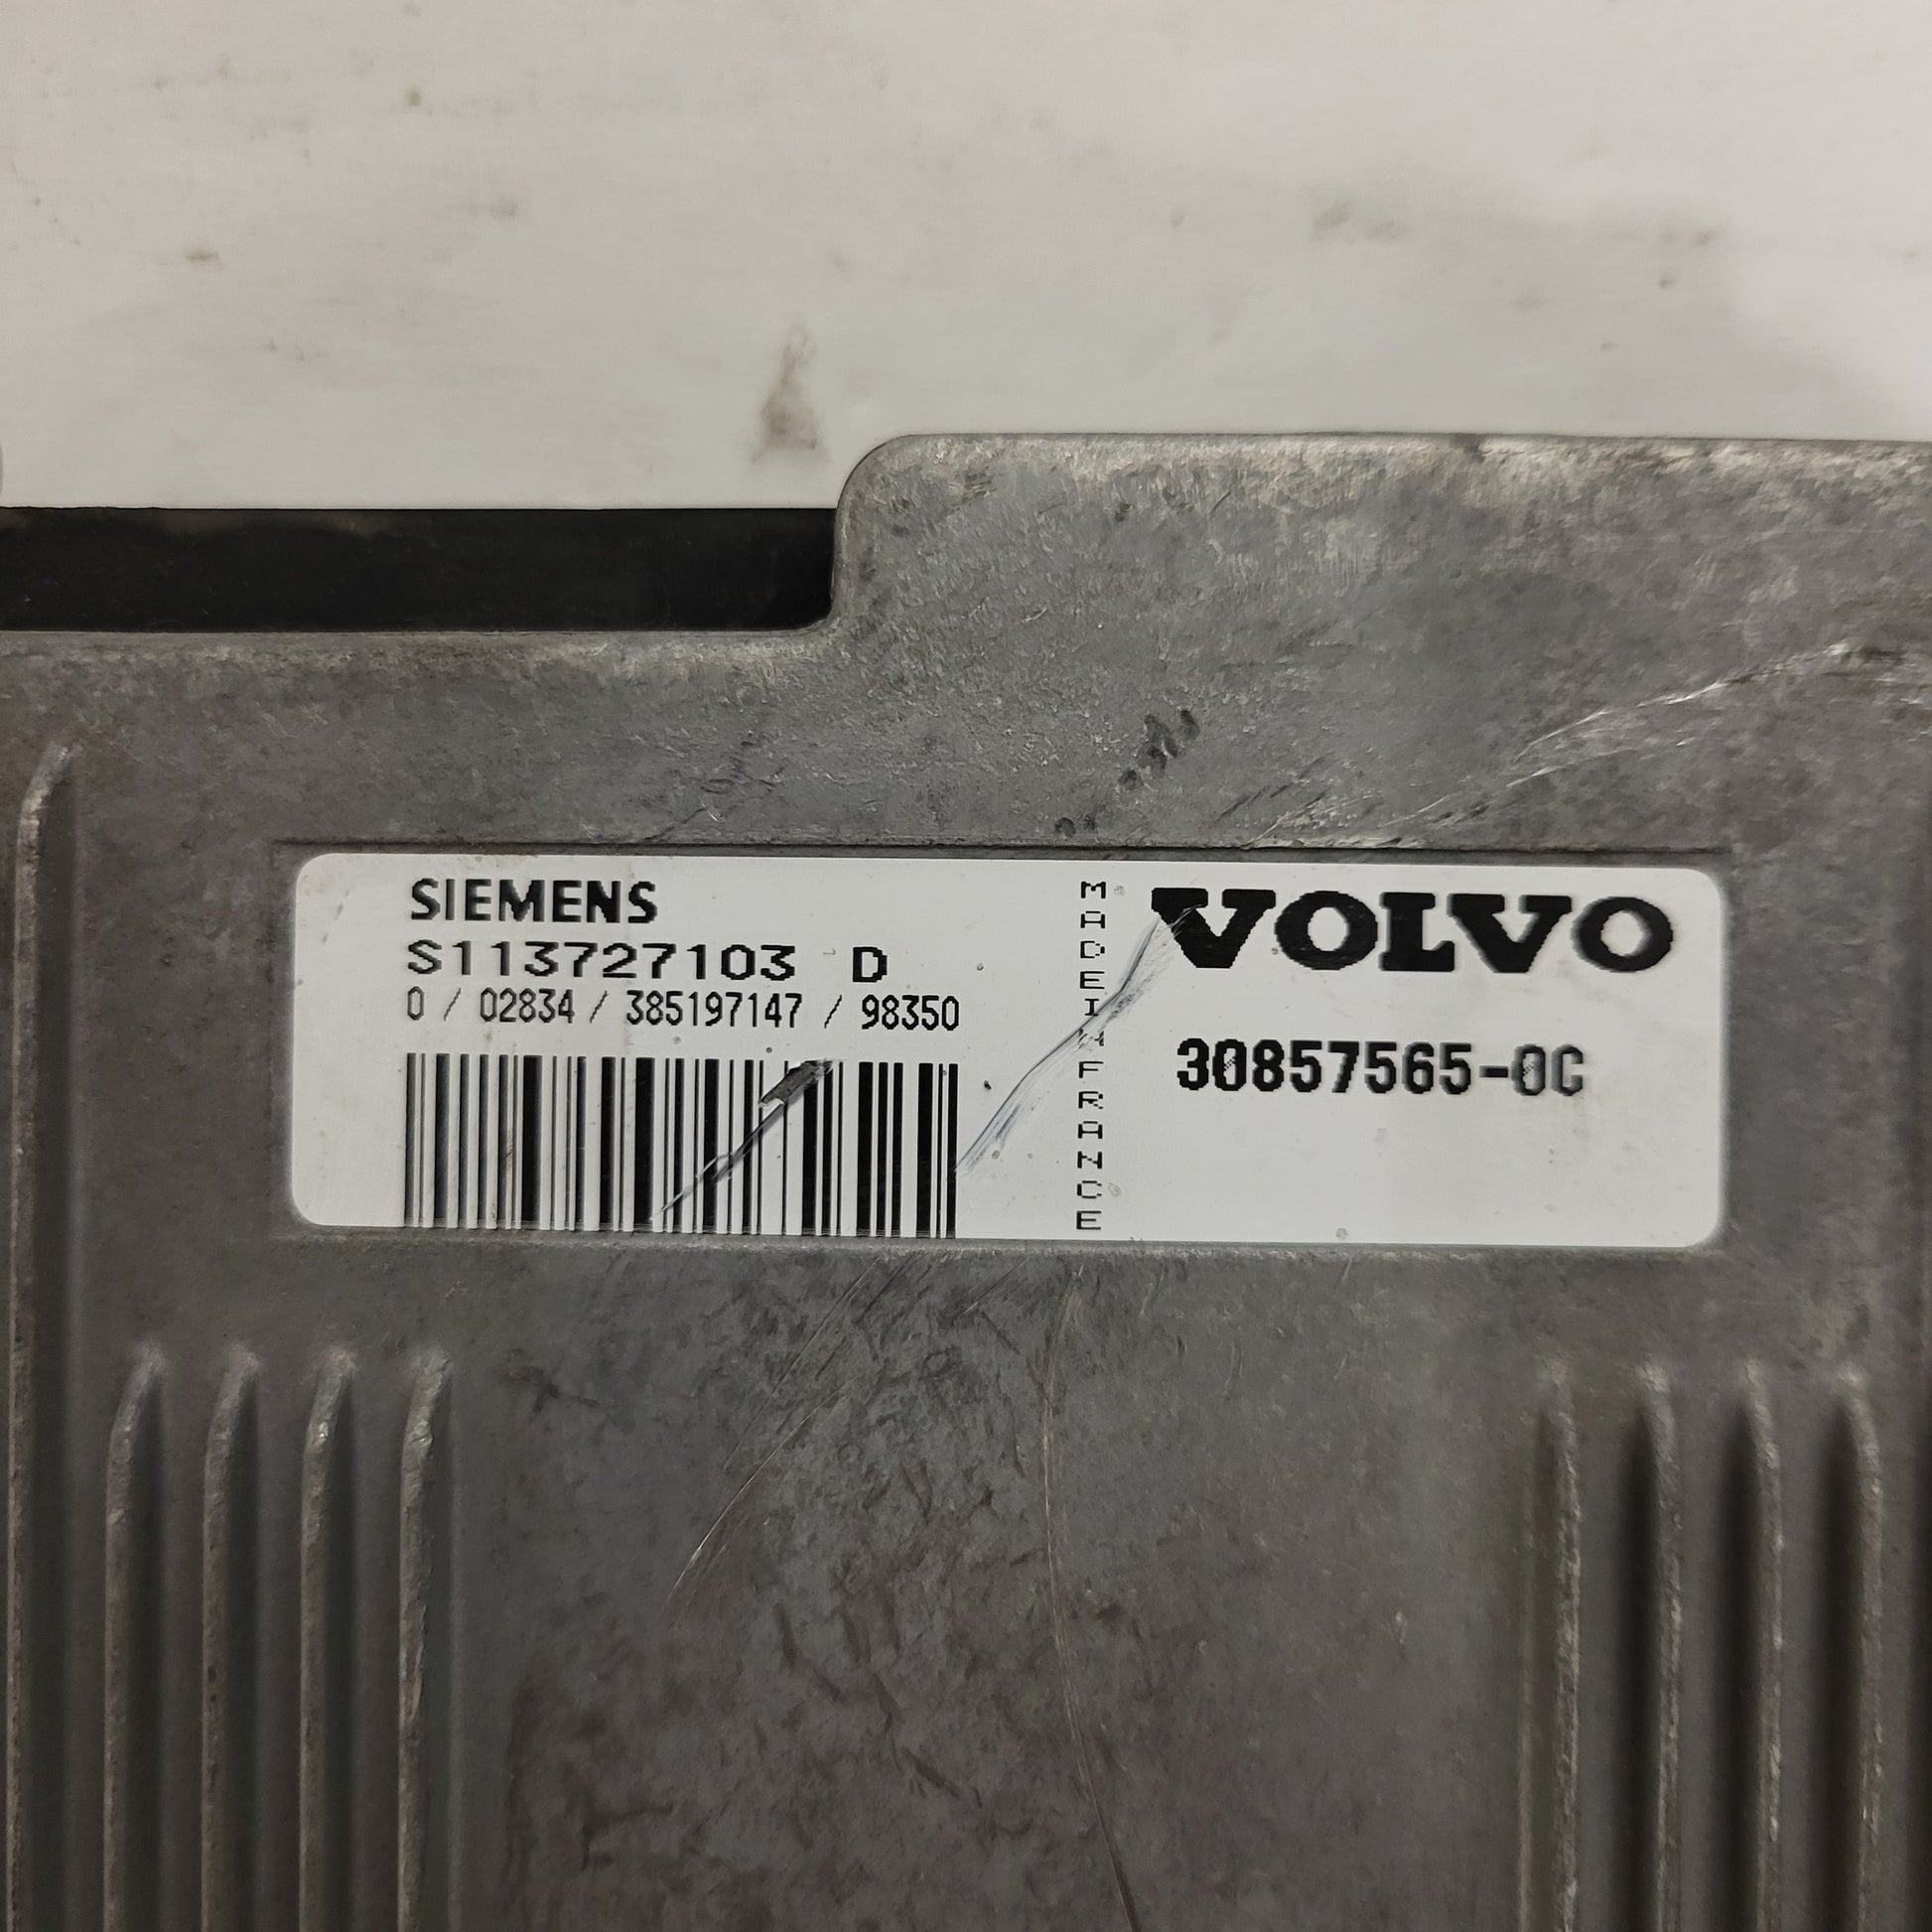 SIEMENS
S113727103 D
0 / 02834 / 385197147 / 98350
MADE IN FRANCE
VOLVO
30857565-0C